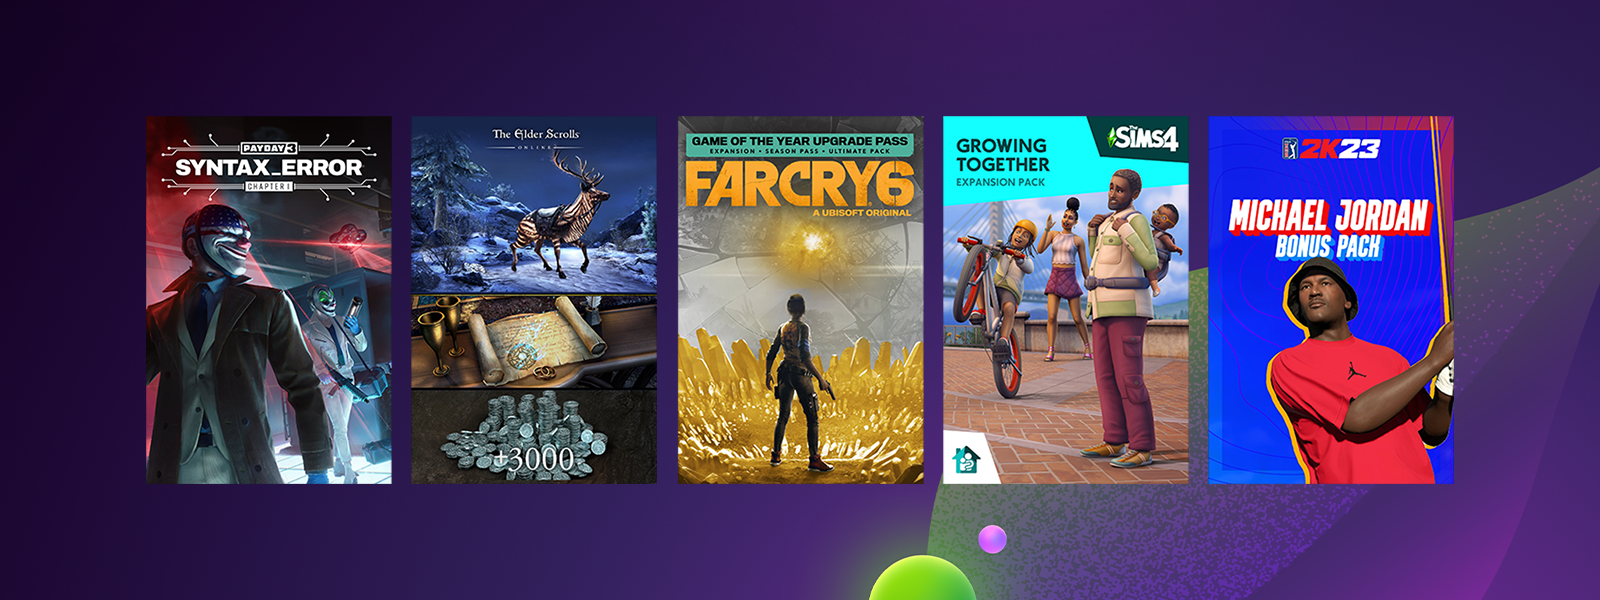 PAYDAY 3
SYNTAX_ERROR
CHAPTER I
The Elder Scrolls
ONLINE
+3000
GAME OF THE YEAR UPGRADE PASS
EXPANSION • SEASON PASS • ULTIMATE PACK
FARCRY6
A UBISOFT ORIGINAL
The SIMS4
GROWING
TOGETHER
EXPANSION PACK
2K23
MICHAEL JORDAN
BONUS PACK